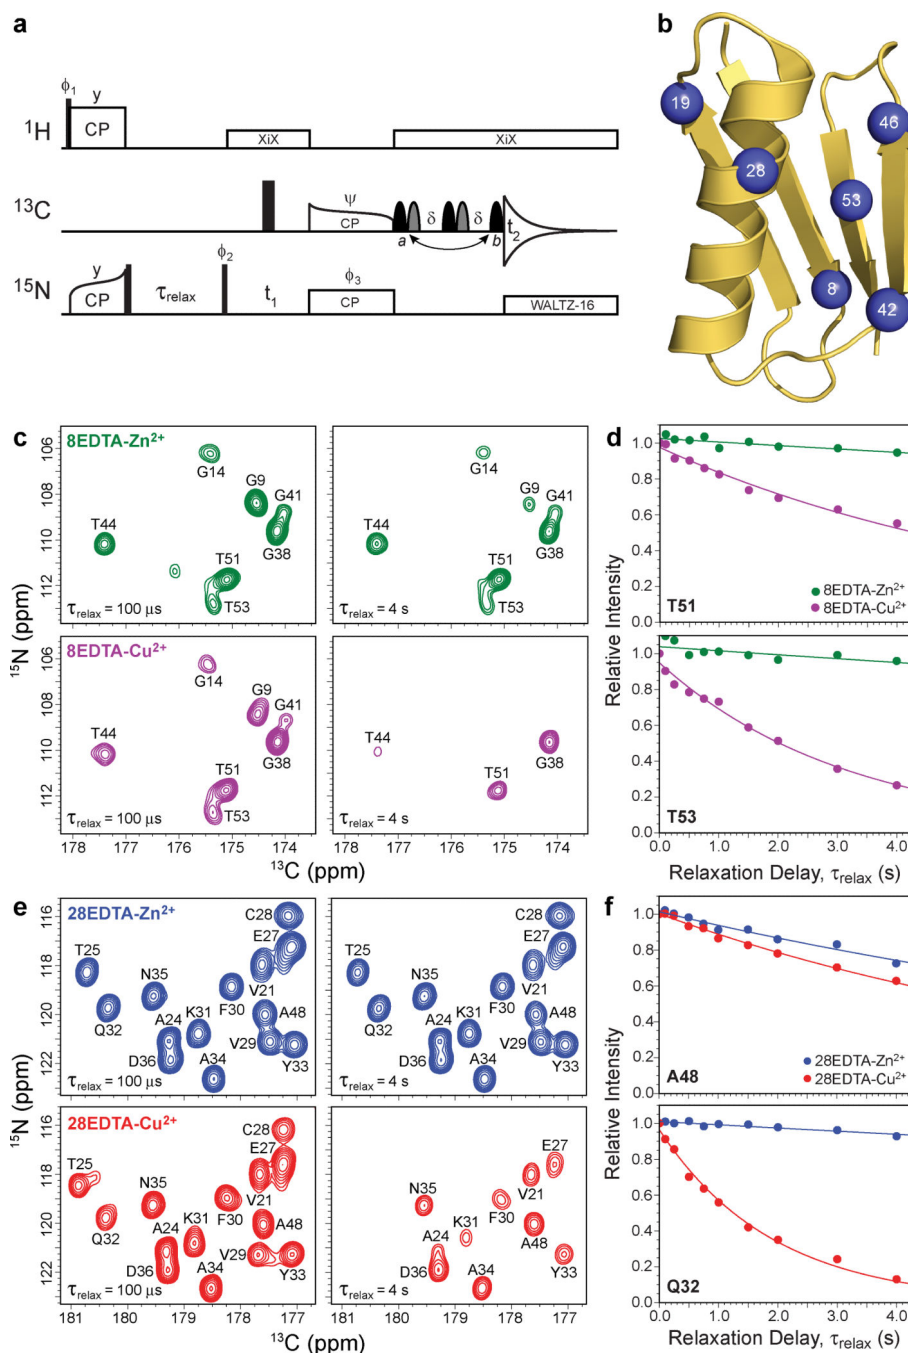 a
ϕ1
y
1H
CP
XiX
XiX
13C
ψ
CP
δ
δ
a
b
t2
15N
y
CP
τrelax
ϕ2
t1
ϕ3
CP
WALTZ-16
b
19
28
46
53
8
42
c
8EDTA-Zn2+
106
108
110
112
G14
G9
G41
T44
G38
T51
T53
τrelax = 100 μs
G14
G9
G41
T44
G38
T51
T53
τrelax = 4 s
15N (ppm)
8EDTA-Cu2+
106
108
110
112
G14
G9
G41
T44
G38
T51
T53
τrelax = 100 μs
T44
G38
T51
τrelax = 4 s
178 177 176 175 174
178 177 176 175 174
13C (ppm)
d
1.0
0.8
0.6
0.4
0.2
0.0
T51
8EDTA-Zn2+
8EDTA-Cu2+
Relative Intensity
1.0
0.8
0.6
0.4
0.2
0.0
T53
0.0 1.0 2.0 3.0 4.0
Relaxation Delay, τrelax (s)
e
28EDTA-Zn2+
116
118
120
122
C28
T25
E27
N35
V21
F30
Q32
K31
A48
A24
V29
D36
A34
Y33
τrelax = 100 μs
C28
T25
E27
N35
V21
F30
Q32
K31
A48
A24
V29
D36
A34
Y33
τrelax = 4 s
15N (ppm)
28EDTA-Cu2+
116
118
120
122
C28
T25
E27
N35
V21
F30
Q32
K31
A48
A24
V29
D36
A34
Y33
τrelax = 100 μs
E27
N35
V21
F30
K31
A24
A48
D36
A34
Y33
τrelax = 4 s
181 180 179 178 177
181 180 179 178 177
13C (ppm)
f
1.0
0.8
0.6
0.4
0.2
0.0
A48
28EDTA-Zn2+
28EDTA-Cu2+
Relative Intensity
1.0
0.8
0.6
0.4
0.2
0.0
Q32
0.0 1.0 2.0 3.0 4.0
Relaxation Delay, τrelax (s)